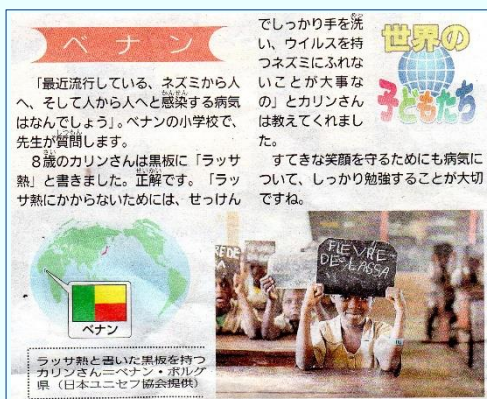 ベナン
「最近流行している、ネズミから人
へ、そして人から人へと感染する病気
はなんでしょう」。ベナンの小学校で、
先生が質問します。
8歳のカリンさんは黒板に「ラッサ
熱」と書きました。正解です。「ラッ
サ熱にかからないためには、せっけん
でしっかり手を洗
い、ウイルスを持
つネズミにふれな
いことが大事な
の」とカリンさん
は教えてくれまし
た。
すてきな笑顔を守るためにも病気に
ついて、しっかり勉強することが大切
ですね。
世界の
子どもたち
ベナン
ラッサ熱と書いた黒板を持つ
カリンさん=ベナン・ボルゲ
県(日本ユニセフ協会提供)
FIEVRE
DE LASSA